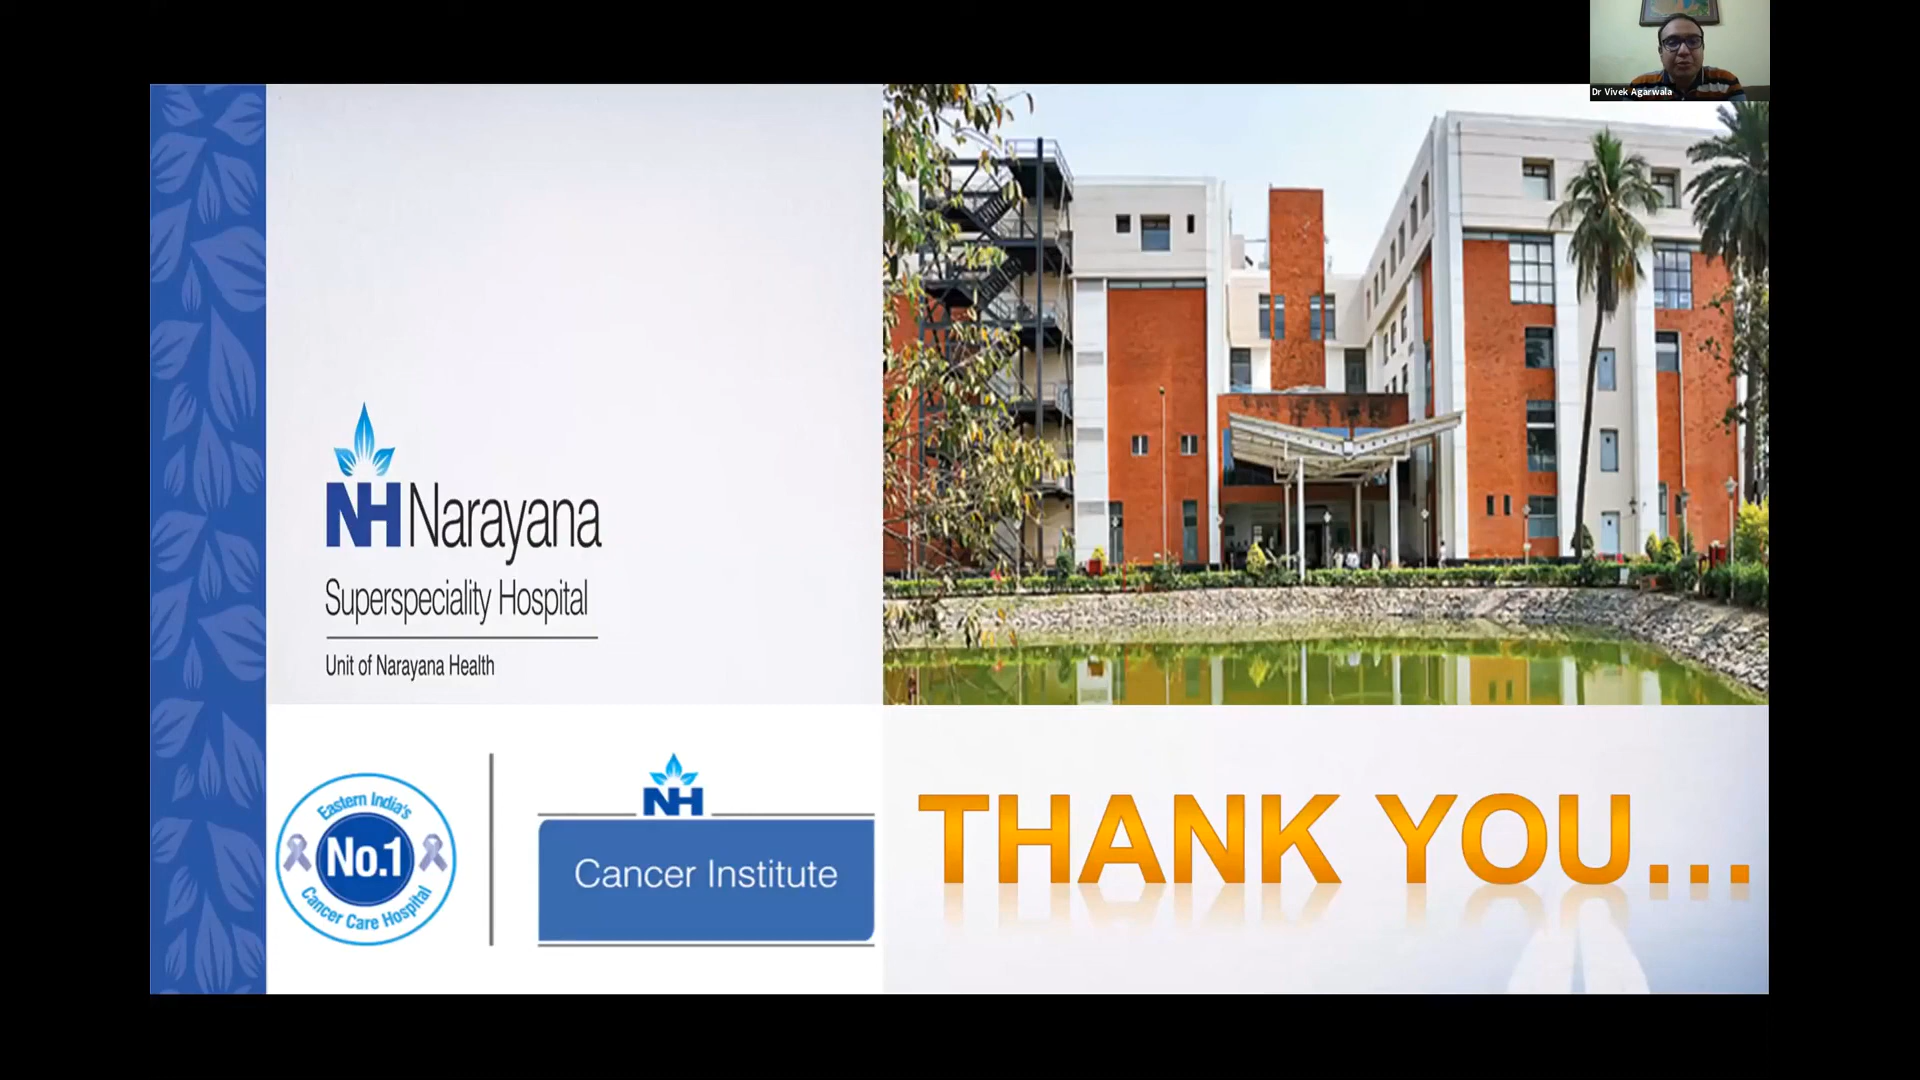 Dr Vivek Agarwala
NH Narayana
Superspeciality Hospital
Unit of Narayana Health
Eastern India's
No.1
Cancer Care Hospital
NH
Cancer Institute
THANK YOU...